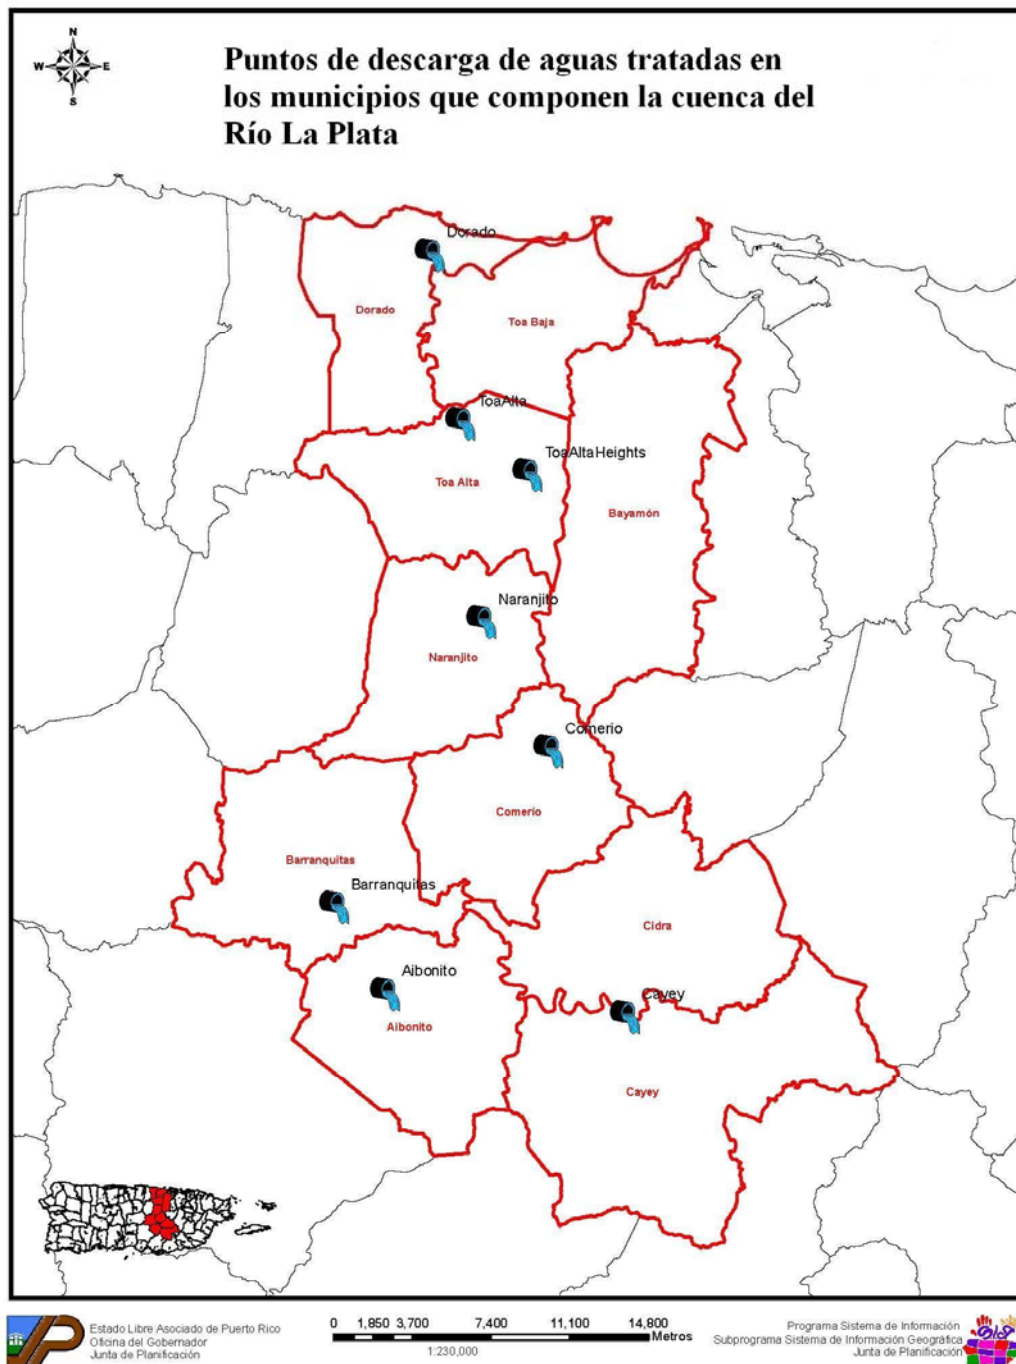 N
W E
S
Puntos de descarga de aguas tratadas en
los municipios que componen la cuenca del
Río La Plata
Dorado
Dorado
Toa Baja
ToaAlta
ToaAltaHeights
Toa Alta
Bayamón
Naranjito
Naranjito
Comerio
Comerío
Barranquitas
Barranquitas
Cidra
Aibonito
Cayey
Aibonito
Cayey
Estado Libre Asociado de Puerto Rico
Oficina del Gobernador
Junta de Planificación
0 1,850 3,700 7,400 11,100 14,800
Metros
1:230,000
Programa Sistema de Información
Subprograma Sistema de Información Geográfica
Junta de Planificación